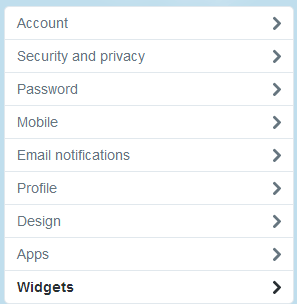 Account
Security and privacy
Password
Mobile
Email notifications
Profile
Design
Apps
Widgets